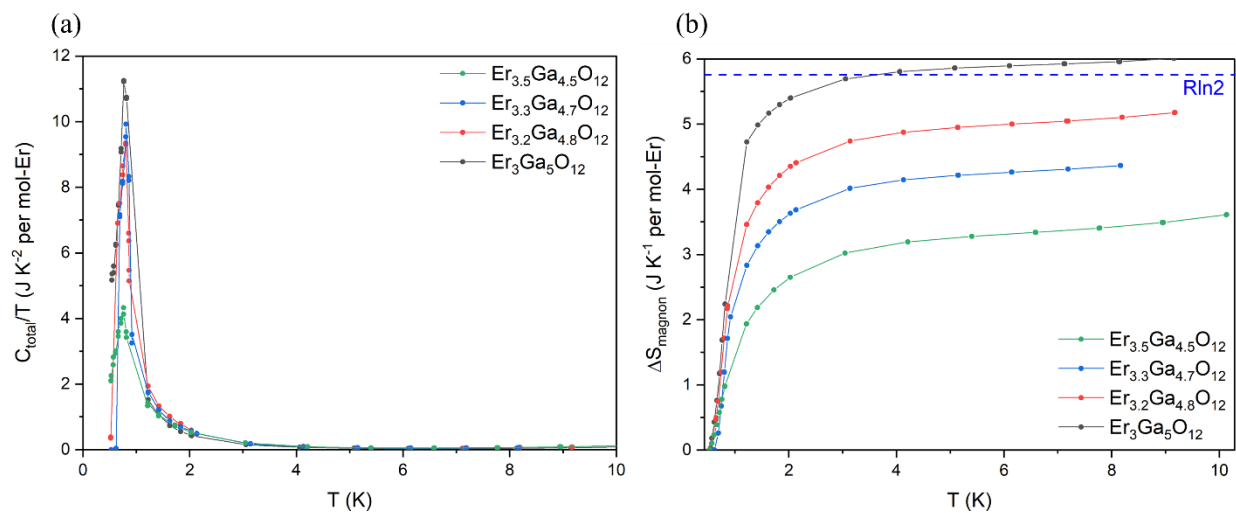 (a)
12
10
8
6
4
2
0
C_total/T (J K⁻² per mol-Er)
Er₃.₅Ga₄.₅O₁₂
Er₃.₃Ga₄.₇O₁₂
Er₃.₂Ga₄.₈O₁₂
Er₃Ga₅O₁₂
0 2 4 6 8 10
T (K)
(b)
6
5
4
3
2
1
0
ΔS_magnon (J K⁻¹ per mol-Er)
Rln2
Er₃.₅Ga₄.₅O₁₂
Er₃.₃Ga₄.₇O₁₂
Er₃.₂Ga₄.₈O₁₂
Er₃Ga₅O₁₂
2 4 6 8 10
T (K)